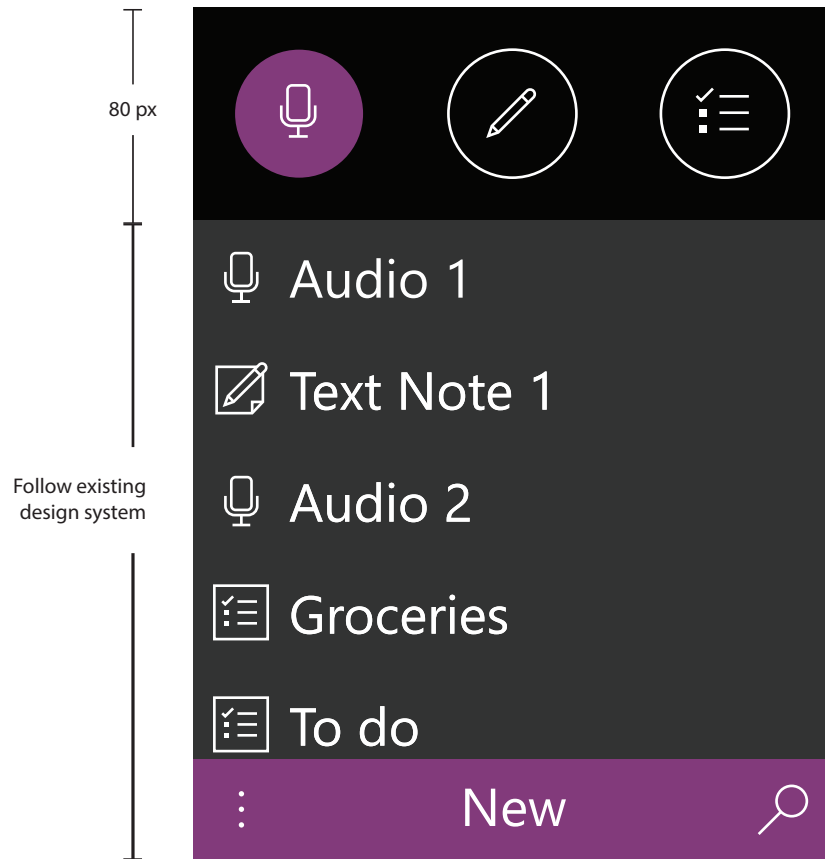 80 px
Audio 1
Text Note 1
Audio 2
Follow existing
design system
Groceries
To do
New